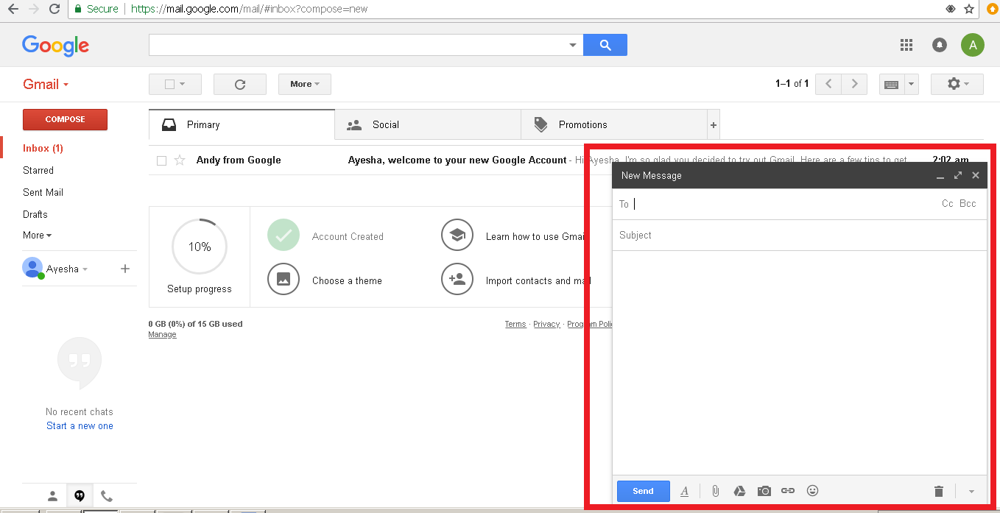 Secure https://mail.google.com/mail/#inbox?compose=new
Google
A
Gmail
More
1–1 of 1
COMPOSE
Primary
Social
Promotions
+
Inbox (1)
Andy from Google
Ayesha, welcome to your new Google Account - Hi Ayesha, I'm so glad you decided to try out Gmail. Here are a few tips to get
2:02 am
Starred
Sent Mail
Drafts
More
Ayesha
+
10%
Setup progress
Account Created
Learn how to use Gmai
Choose a theme
Import contacts and mail
0 GB (0%) of 15 GB used
Manage
Terms · Privacy · Program Poli
No recent chats
Start a new one
New Message
To
Cc Bcc
Subject
Send
A